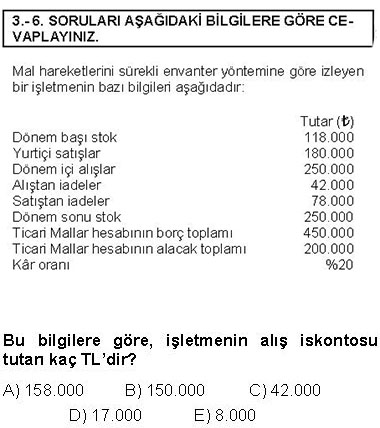 3.-6. SORULARI AŞAĞIDAKİ BİLGİLERE GÖRE CE-
VAPLAYINIZ.
Mal hareketlerini sürekli envanter yöntemine göre izleyen
bir işletmenin bazı bilgileri aşağıdadır:
Tutar (₺)
Dönem başı stok 118.000
Yurtiçi satışlar 180.000
Dönem içi alışlar 250.000
Alıştan iadeler 42.000
Satıştan iadeler 78.000
Dönem sonu stok 250.000
Ticari Mallar hesabının borç toplamı 450.000
Ticari Mallar hesabının alacak toplamı 200.000
Kâr oranı %20
Bu bilgilere göre, işletmenin alış iskontosu
tutarı kaç TL'dir?
A) 158.000 B) 150.000 C) 42.000
D) 17.000 E) 8.000